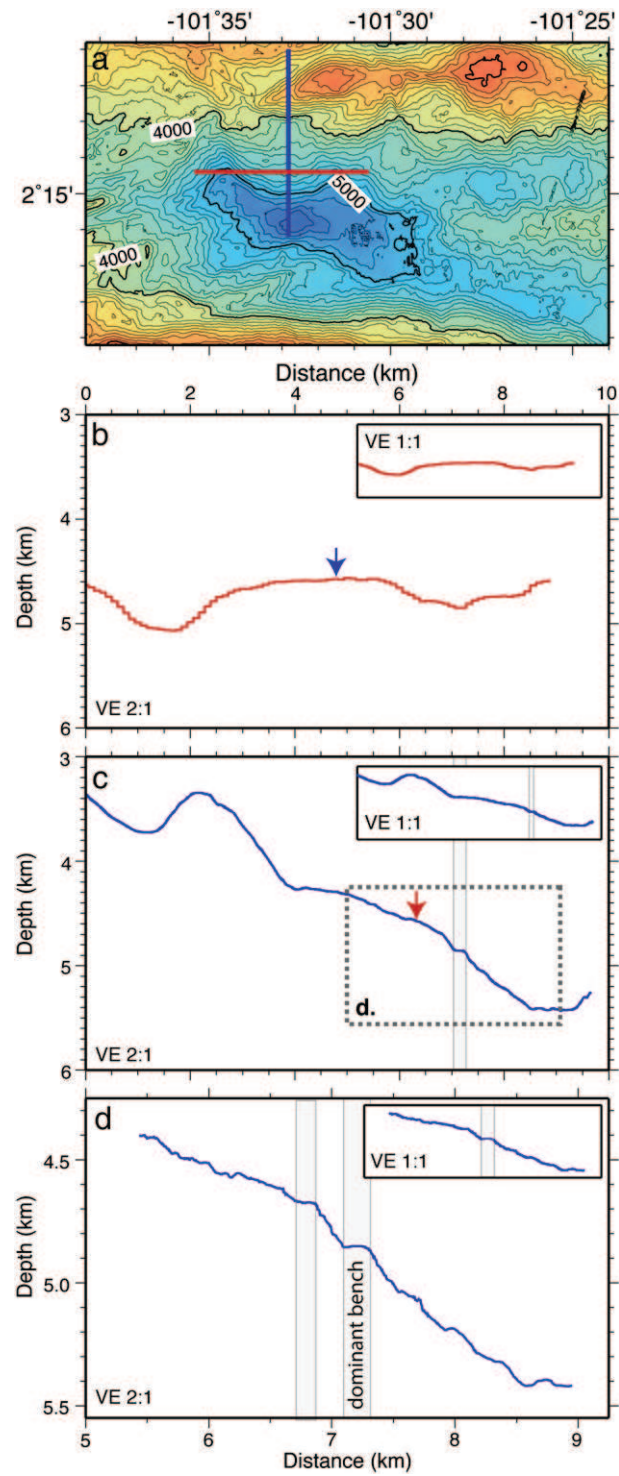 -101˚35' -101˚30' -101˚25'
a
4000
2˚15'
5000
4000
Distance (km)
0 2 4 6 8 10
b
VE 1:1
3
4
5
6
Depth (km)
VE 2:1
c
VE 1:1
3
4
5
6
Depth (km)
d.
VE 2:1
d
VE 1:1
4.5
5.0
5.5
Depth (km)
dominant bench
VE 2:1
5 6 7 8 9
Distance (km)